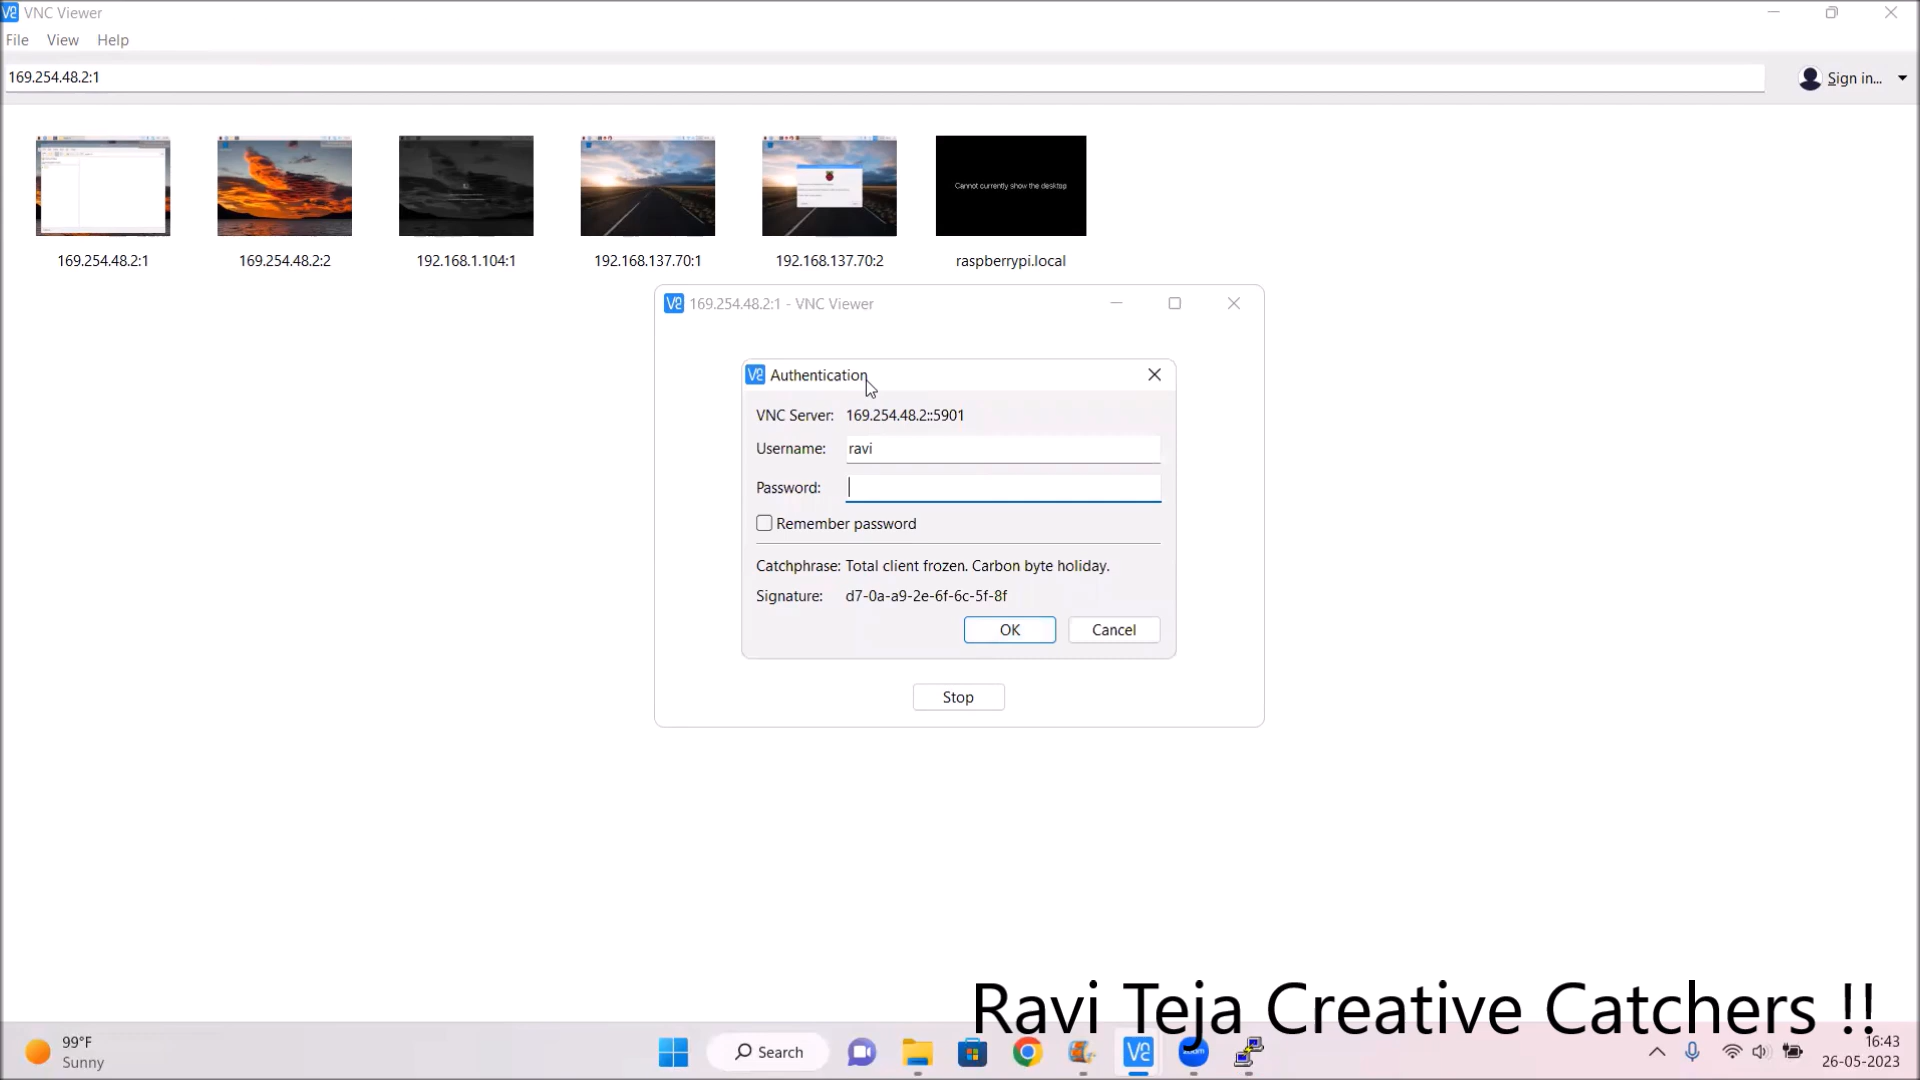 VNC Viewer
File View Help
169.254.48.2:1
Sign in...
Cannot currently show the desktop
169.254.48.2:1 169.254.48.2:2 192.168.1.104:1 192.168.137.70:1 192.168.137.70:2 raspberrypi.local
169.254.48.2:1 - VNC Viewer
Authentication
VNC Server: 169.254.48.2::5901
Username: ravi
Password:
Remember password
Catchphrase: Total client frozen. Carbon byte holiday.
Signature: d7-0a-a9-2e-6f-6c-5f-8f
OK Cancel
Stop
Ravi Teja Creative Catchers !!
99°F
Sunny
Search
zoom
16:43
26-05-2023